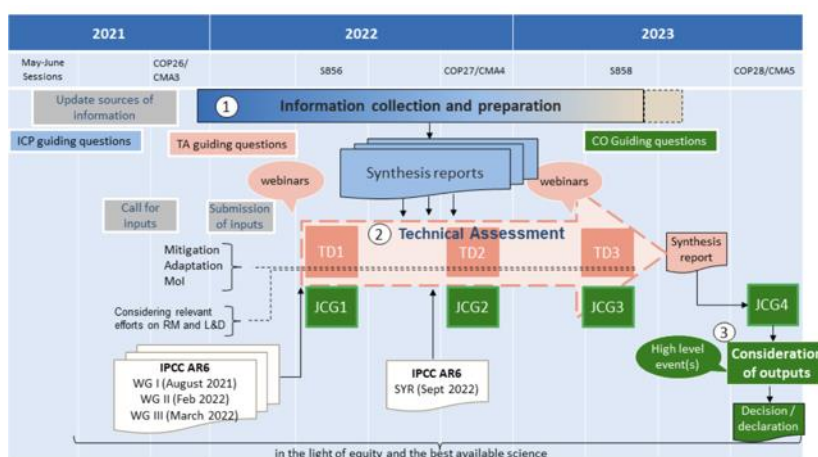 2021
2022
2023
May-June
Sessions
COP26/
CMA3
SB56
COP27/CMA4
SB58
COP28/CMA5
Update sources of
information
1
Information collection and preparation
ICP guiding questions
TA guiding questions
CO Guiding questions
Synthesis reports
webinars
webinars
Call for
inputs
Submission
of inputs
2
Technical Assessment
Mitigation
Adaptation
MoI
TD1
TD2
TD3
Synthesis
report
Considering relevant
efforts on RM and L&D
JCG1
JCG2
JCG3
JCG4
3
High level
event(s)
Consideration
of outputs
IPCC AR6
WG I (August 2021)
WG II (Feb 2022)
WG III (March 2022)
IPCC AR6
SYR (Sept 2022)
Decision /
declaration
in the light of equity and the best available science